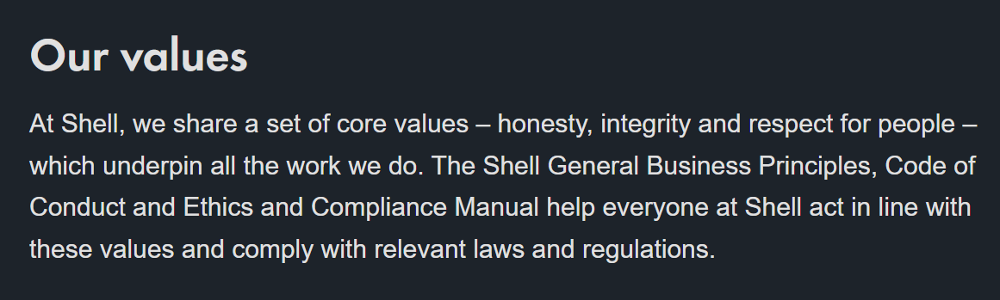 Our values
At Shell, we share a set of core values – honesty, integrity and respect for people –
which underpin all the work we do. The Shell General Business Principles, Code of
Conduct and Ethics and Compliance Manual help everyone at Shell act in line with
these values and comply with relevant laws and regulations.